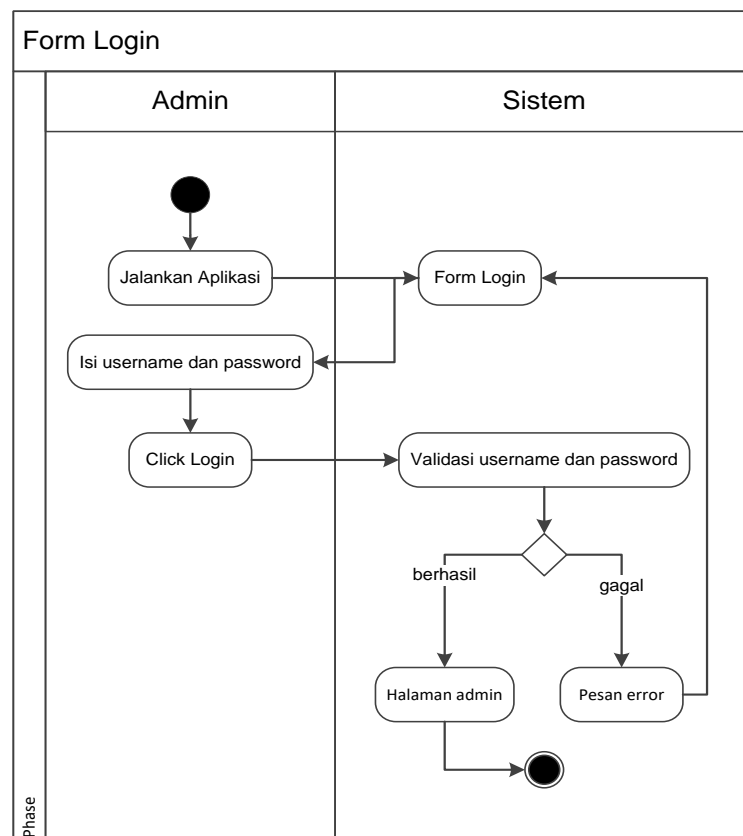 Form Login
Admin
Sistem
Jalankan Aplikasi
Form Login
Isi username dan password
Click Login
Validasi username dan password
berhasil
gagal
Halaman admin
Pesan error
Phase